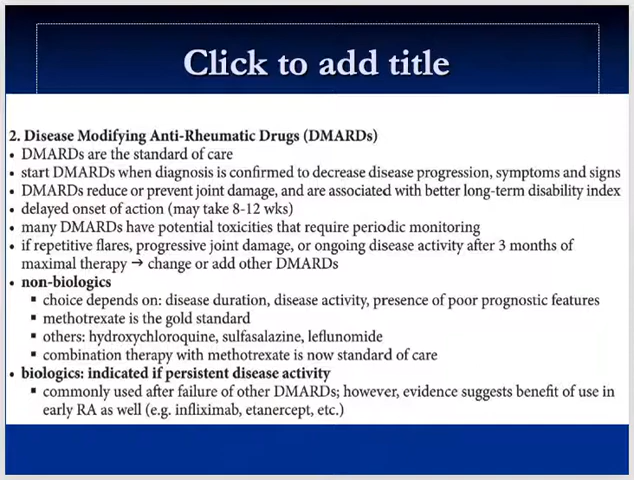 Click to add title
2. Disease Modifying Anti-Rheumatic Drugs (DMARDs)
• DMARDs are the standard of care
• start DMARDs when diagnosis is confirmed to decrease disease progression, symptoms and signs
• DMARDs reduce or prevent joint damage, and are associated with better long-term disability index
• delayed onset of action (may take 8-12 wks)
• many DMARDs have potential toxicities that require periodic monitoring
• if repetitive flares, progressive joint damage, or ongoing disease activity after 3 months of
maximal therapy → change or add other DMARDs
• non-biologics
▪ choice depends on: disease duration, disease activity, presence of poor prognostic features
▪ methotrexate is the gold standard
▪ others: hydroxychloroquine, sulfasalazine, leflunomide
▪ combination therapy with methotrexate is now standard of care
• biologics: indicated if persistent disease activity
▪ commonly used after failure of other DMARDs; however, evidence suggests benefit of use in
early RA as well (e.g. infliximab, etanercept, etc.)